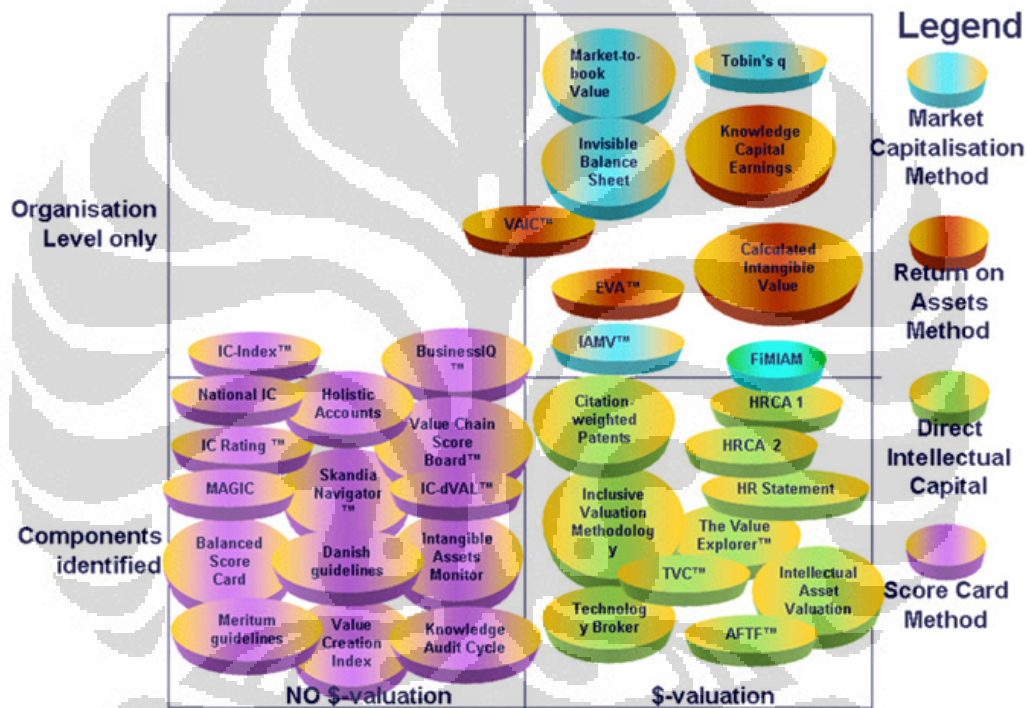 Legend
Market-to-
book
Value
Tobin's q
Market
Capitalisation
Method
Invisible
Balance
Sheet
Knowledge
Capital
Earnings
Organisation
Level only
VAIC™
Calculated
Intangible
Value
Return on
Assets
Method
EVA™
IAMV™
FiMIAM
IC-Index™
BusinessIQ
™
National IC
Holistic
Accounts
Citation-
weighted
Patents
HRCA 1
Direct
Intellectual
Capital
IC Rating ™
Value Chain
Score
Board™
HRCA 2
MAGIC
Skandia
Navigator
™
IC-dVAL™
Inclusive
Valuation
Methodolog
y
HR Statement
Components
identified
Balanced
Score
Card
Danish
guidelines
Intangible
Assets
Monitor
The Value
Explorer™
TVC™
Intellectual
Asset
Valuation
Score Card
Method
Meritum
guidelines
Value
Creation
Index
Knowledge
Audit Cycle
Technolog
y Broker
AFTF™
NO $-valuation
$-valuation